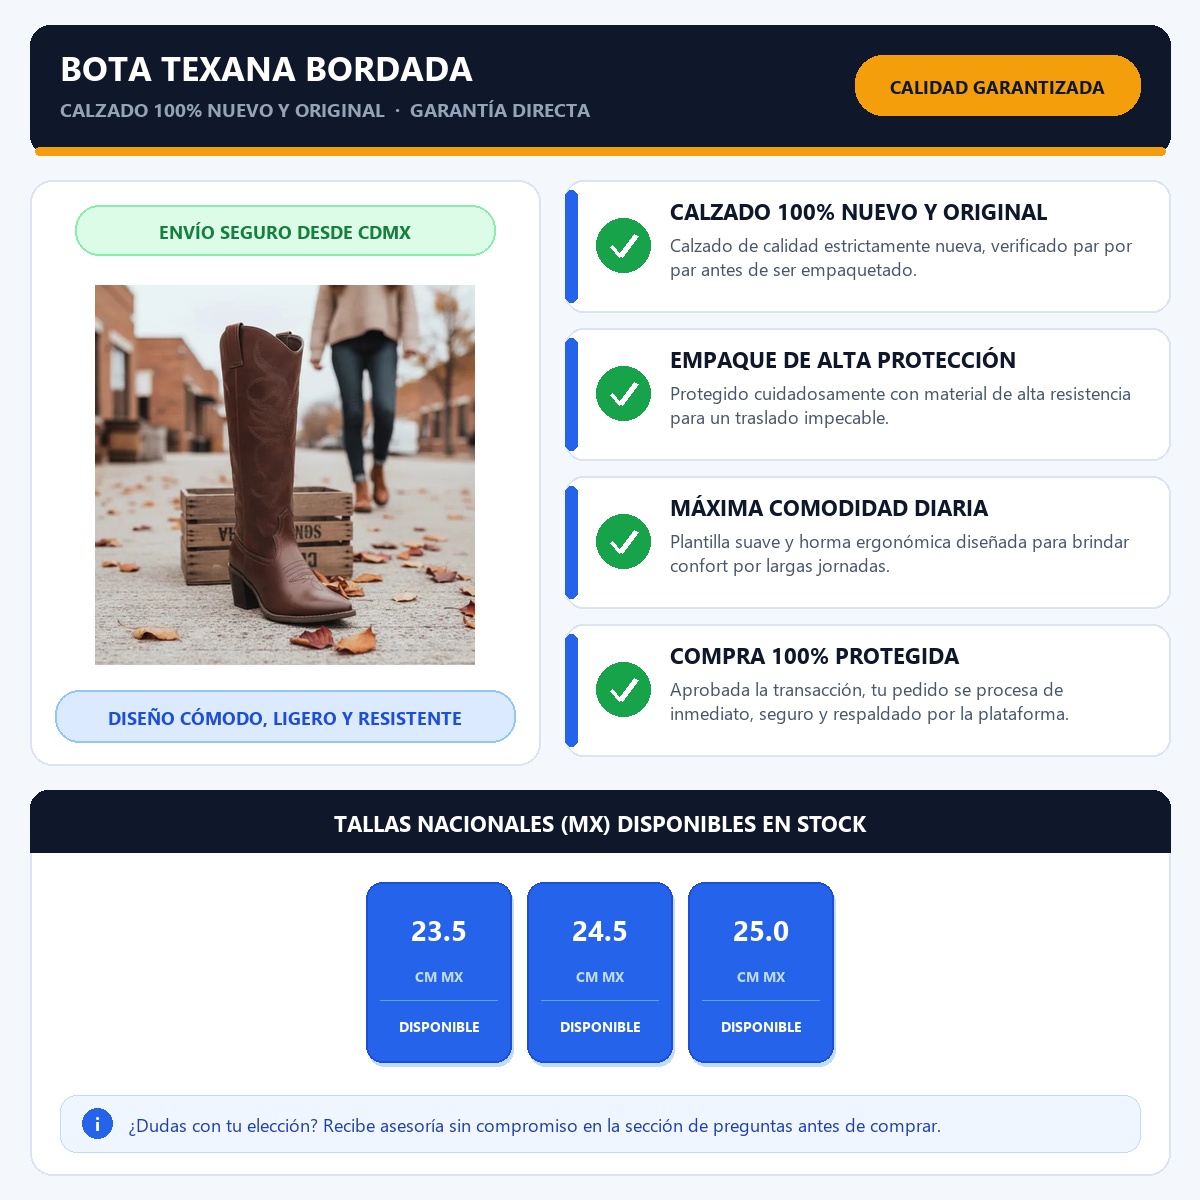 BOTA TEXANA BORDADA
CALZADO 100% NUEVO Y ORIGINAL · GARANTÍA DIRECTA
CALIDAD GARANTIZADA
ENVÍO SEGURO DESDE CDMX
DISEÑO CÓMODO, LIGERO Y RESISTENTE
CALZADO 100% NUEVO Y ORIGINAL
Calzado de calidad estrictamente nueva, verificado par por
par antes de ser empaquetado.
EMPAQUE DE ALTA PROTECCIÓN
Protegido cuidadosamente con material de alta resistencia
para un traslado impecable.
MÁXIMA COMODIDAD DIARIA
Plantilla suave y horma ergonómica diseñada para brindar
confort por largas jornadas.
COMPRA 100% PROTEGIDA
Aprobada la transacción, tu pedido se procesa de
inmediato, seguro y respaldado por la plataforma.
TALLAS NACIONALES (MX) DISPONIBLES EN STOCK
23.5
CM MX
DISPONIBLE
24.5
CM MX
DISPONIBLE
25.0
CM MX
DISPONIBLE
¿Dudas con tu elección? Recibe asesoría sin compromiso en la sección de preguntas antes de comprar.